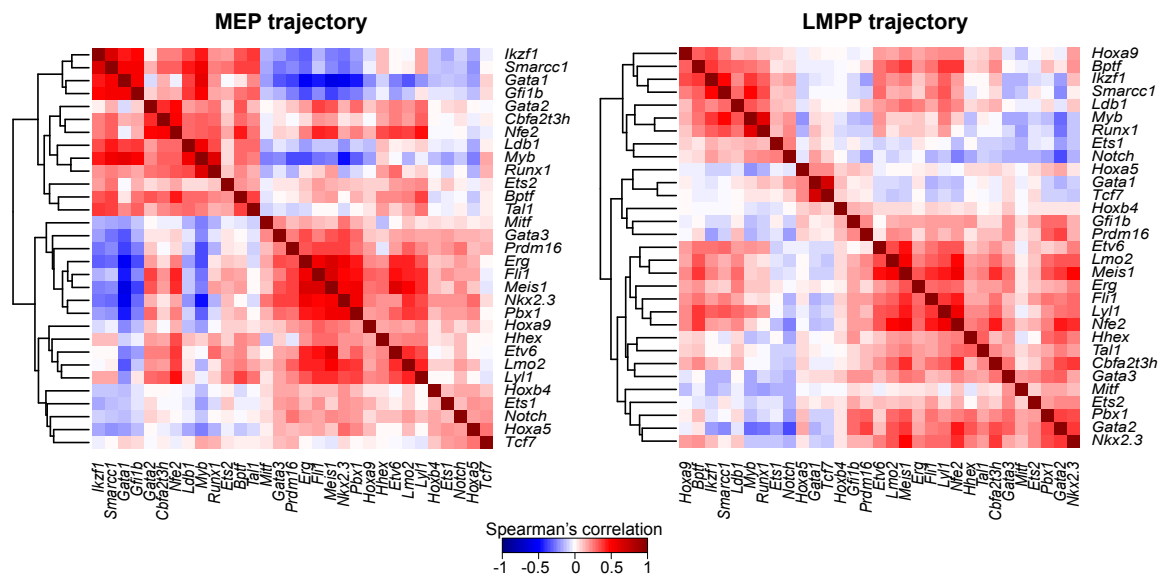 MEP trajectory
LMPP trajectory
Ikzf1
Smarcc1
Gata1
Gfi1b
Gata2
Cbfa2t3h
Nfe2
Ldb1
Myb
Runx1
Ets2
Bptf
Tal1
Mitf
Gata3
Prdm16
Erg
Fli1
Meis1
Nkx2.3
Pbx1
Hoxa9
Hhex
Etv6
Lmo2
Lyl1
Hoxb4
Ets1
Notch
Hoxa5
Tcf7
Ikzf1
Smarcc1
Gata1
Gfi1b
Gata2
Cbfa2t3h
Nfe2
Ldb1
Myb
Runx1
Ets2
Bptf
Tal1
Mitf
Gata3
Prdm16
Erg
Fli1
Meis1
Nkx2.3
Pbx1
Hoxa9
Hhex
Etv6
Lmo2
Lyl1
Hoxb4
Ets1
Notch
Hoxa5
Tcf7
Hoxa9
Bptf
Ikzf1
Smarcc1
Ldb1
Myb
Runx1
Ets1
Notch
Hoxa5
Gata1
Tcf7
Hoxb4
Gfi1b
Prdm16
Etv6
Lmo2
Meis1
Erg
Fli1
Lyl1
Nfe2
Hhex
Tal1
Cbfa2t3h
Gata3
Mitf
Ets2
Pbx1
Gata2
Nkx2.3
Hoxa9
Bptf
Ikzf1
Smarcc1
Ldb1
Myb
Runx1
Ets1
Notch
Hoxa5
Gata1
Tcf7
Hoxb4
Gfi1b
Prdm16
Etv6
Lmo2
Meis1
Erg
Fli1
Lyl1
Nfe2
Hhex
Tal1
Cbfa2t3h
Gata3
Mitf
Ets2
Pbx1
Gata2
Nkx2.3
Spearman's correlation
-1 -0.5 0 0.5 1